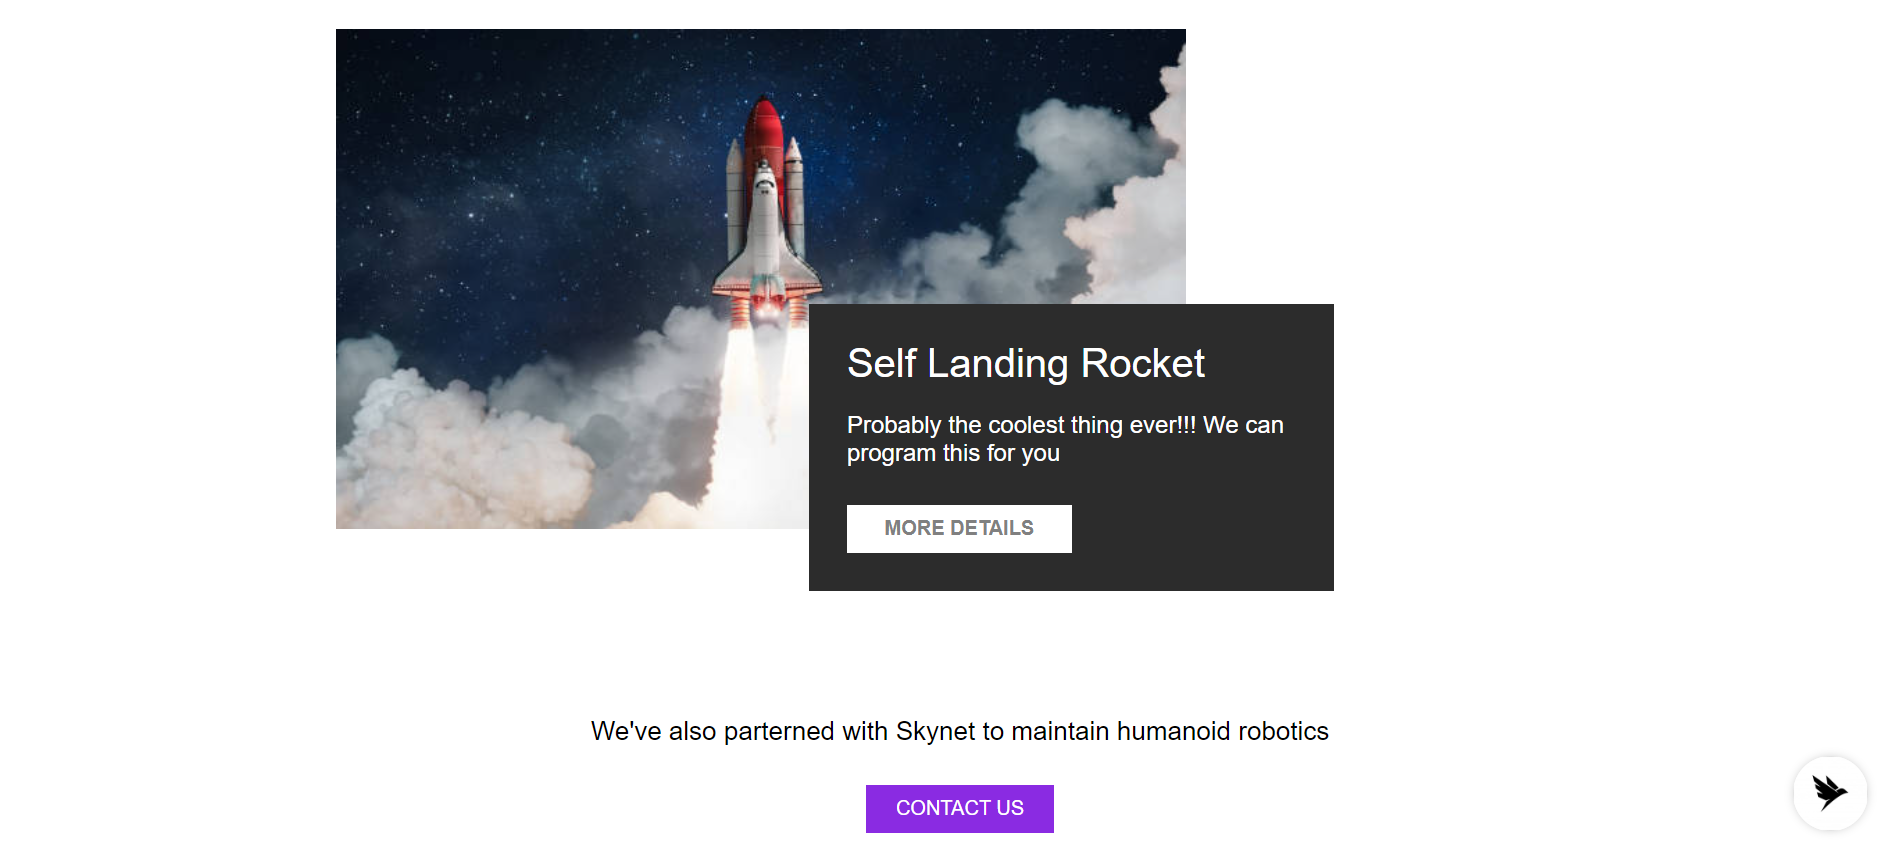 Self Landing Rocket
Probably the coolest thing ever!!! We can
program this for you
MORE DETAILS
We've also parterned with Skynet to maintain humanoid robotics
CONTACT US